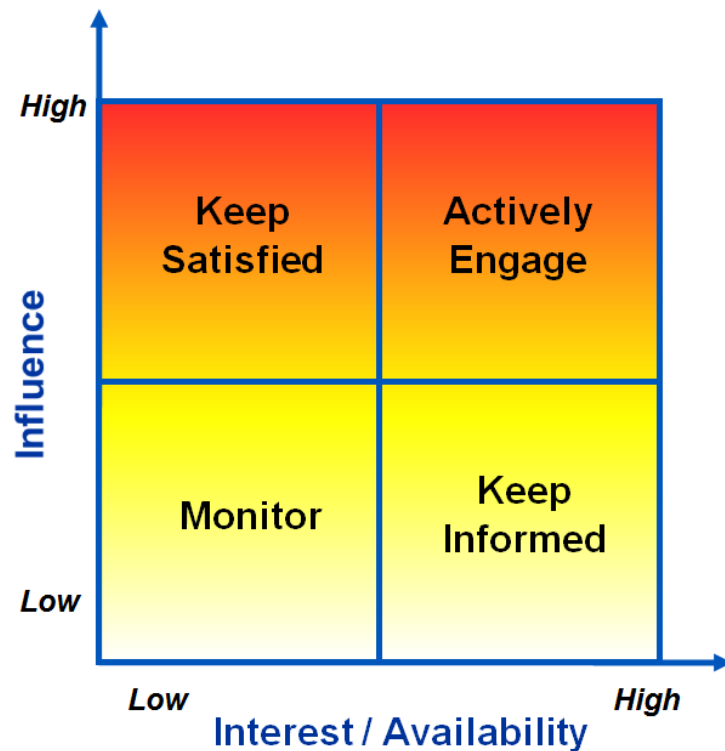 High
Keep
Satisfied
Actively
Engage
Influence
Monitor
Keep
Informed
Low
Low
High
Interest / Availability